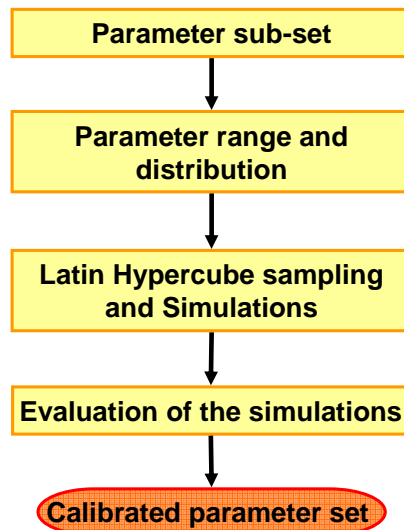 Parameter sub-set
Parameter range and
distribution
Latin Hypercube sampling
and Simulations
Evaluation of the simulations
Calibrated parameter set